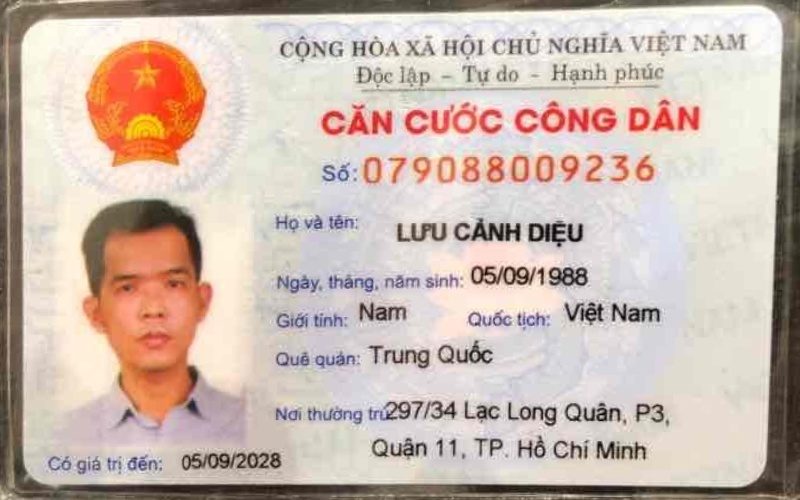 CỘNG HÒA XÃ HỘI CHỦ NGHĨA VIỆT NAM
Độc lập - Tự do - Hạnh phúc
CĂN CƯỚC CÔNG DÂN
Số: 079088009236
Họ và tên: LƯU CẢNH DIỆU
Ngày, tháng, năm sinh: 05/09/1988
Giới tính: Nam Quốc tịch: Việt Nam
Quê quán: Trung Quốc
Nơi thường trú: 297/34 Lạc Long Quân, P3,
Quận 11, TP. Hồ Chí Minh
Có giá trị đến: 05/09/2028